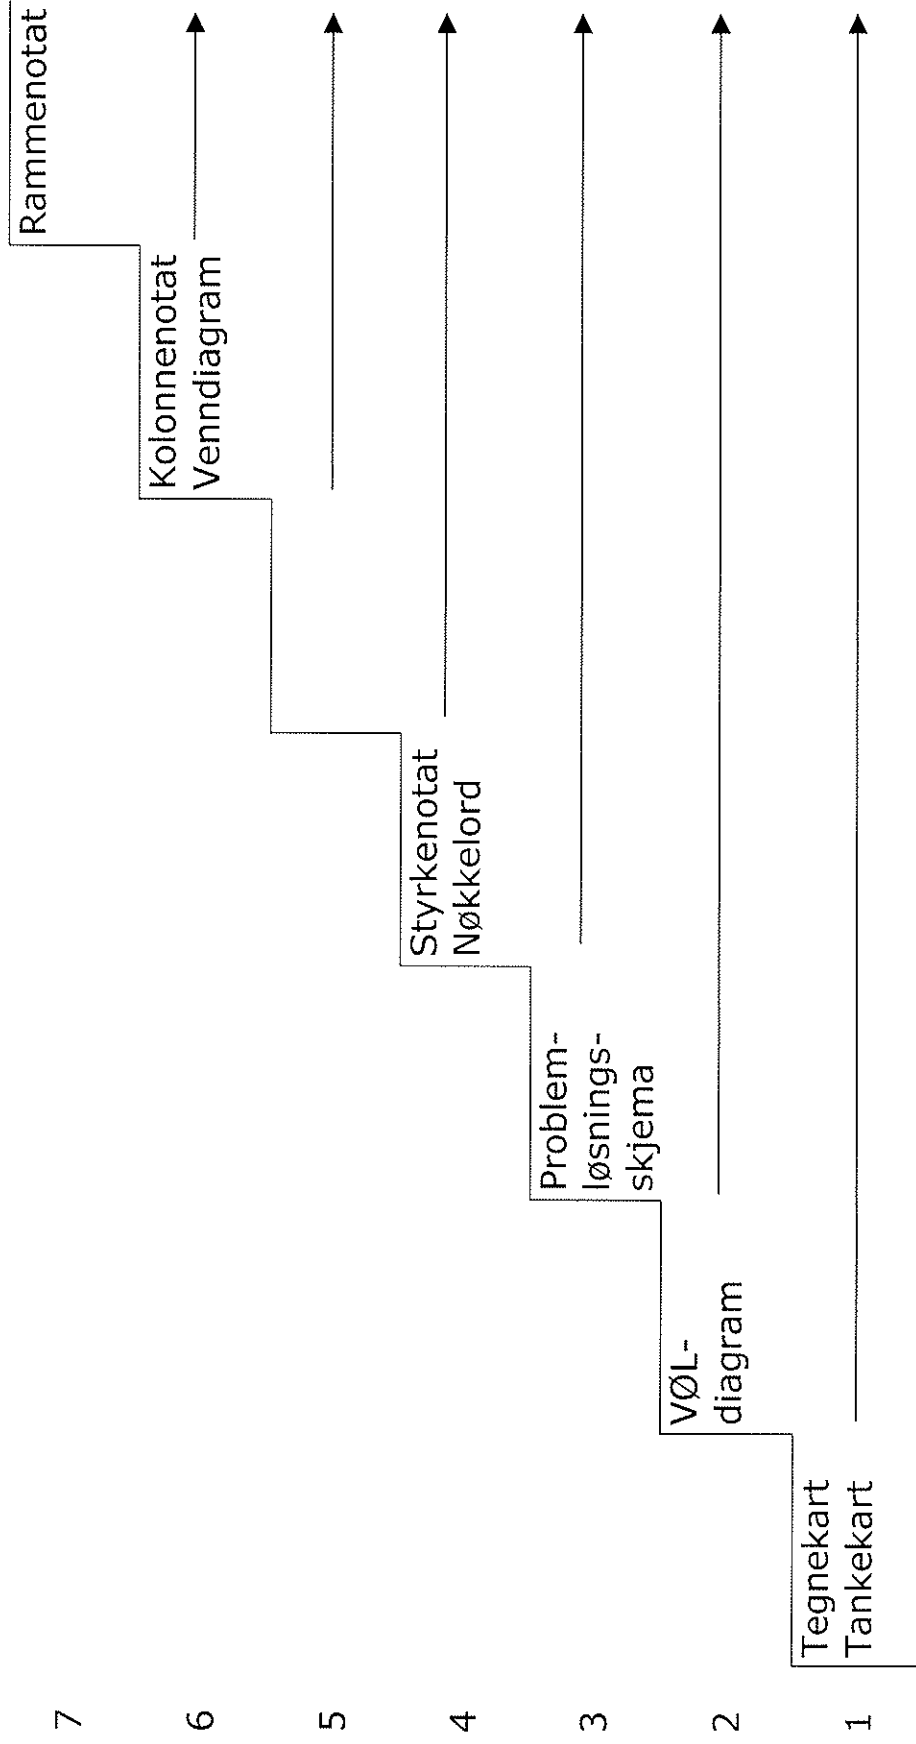 7
Rammenotat
6
Kolonnenotat
Venndiagram
5
4
Styrkenotat
Nøkkelord
3
Problem-
løsnings-
skjema
2
VØL-
diagram
1
Tegnekart
Tankekart